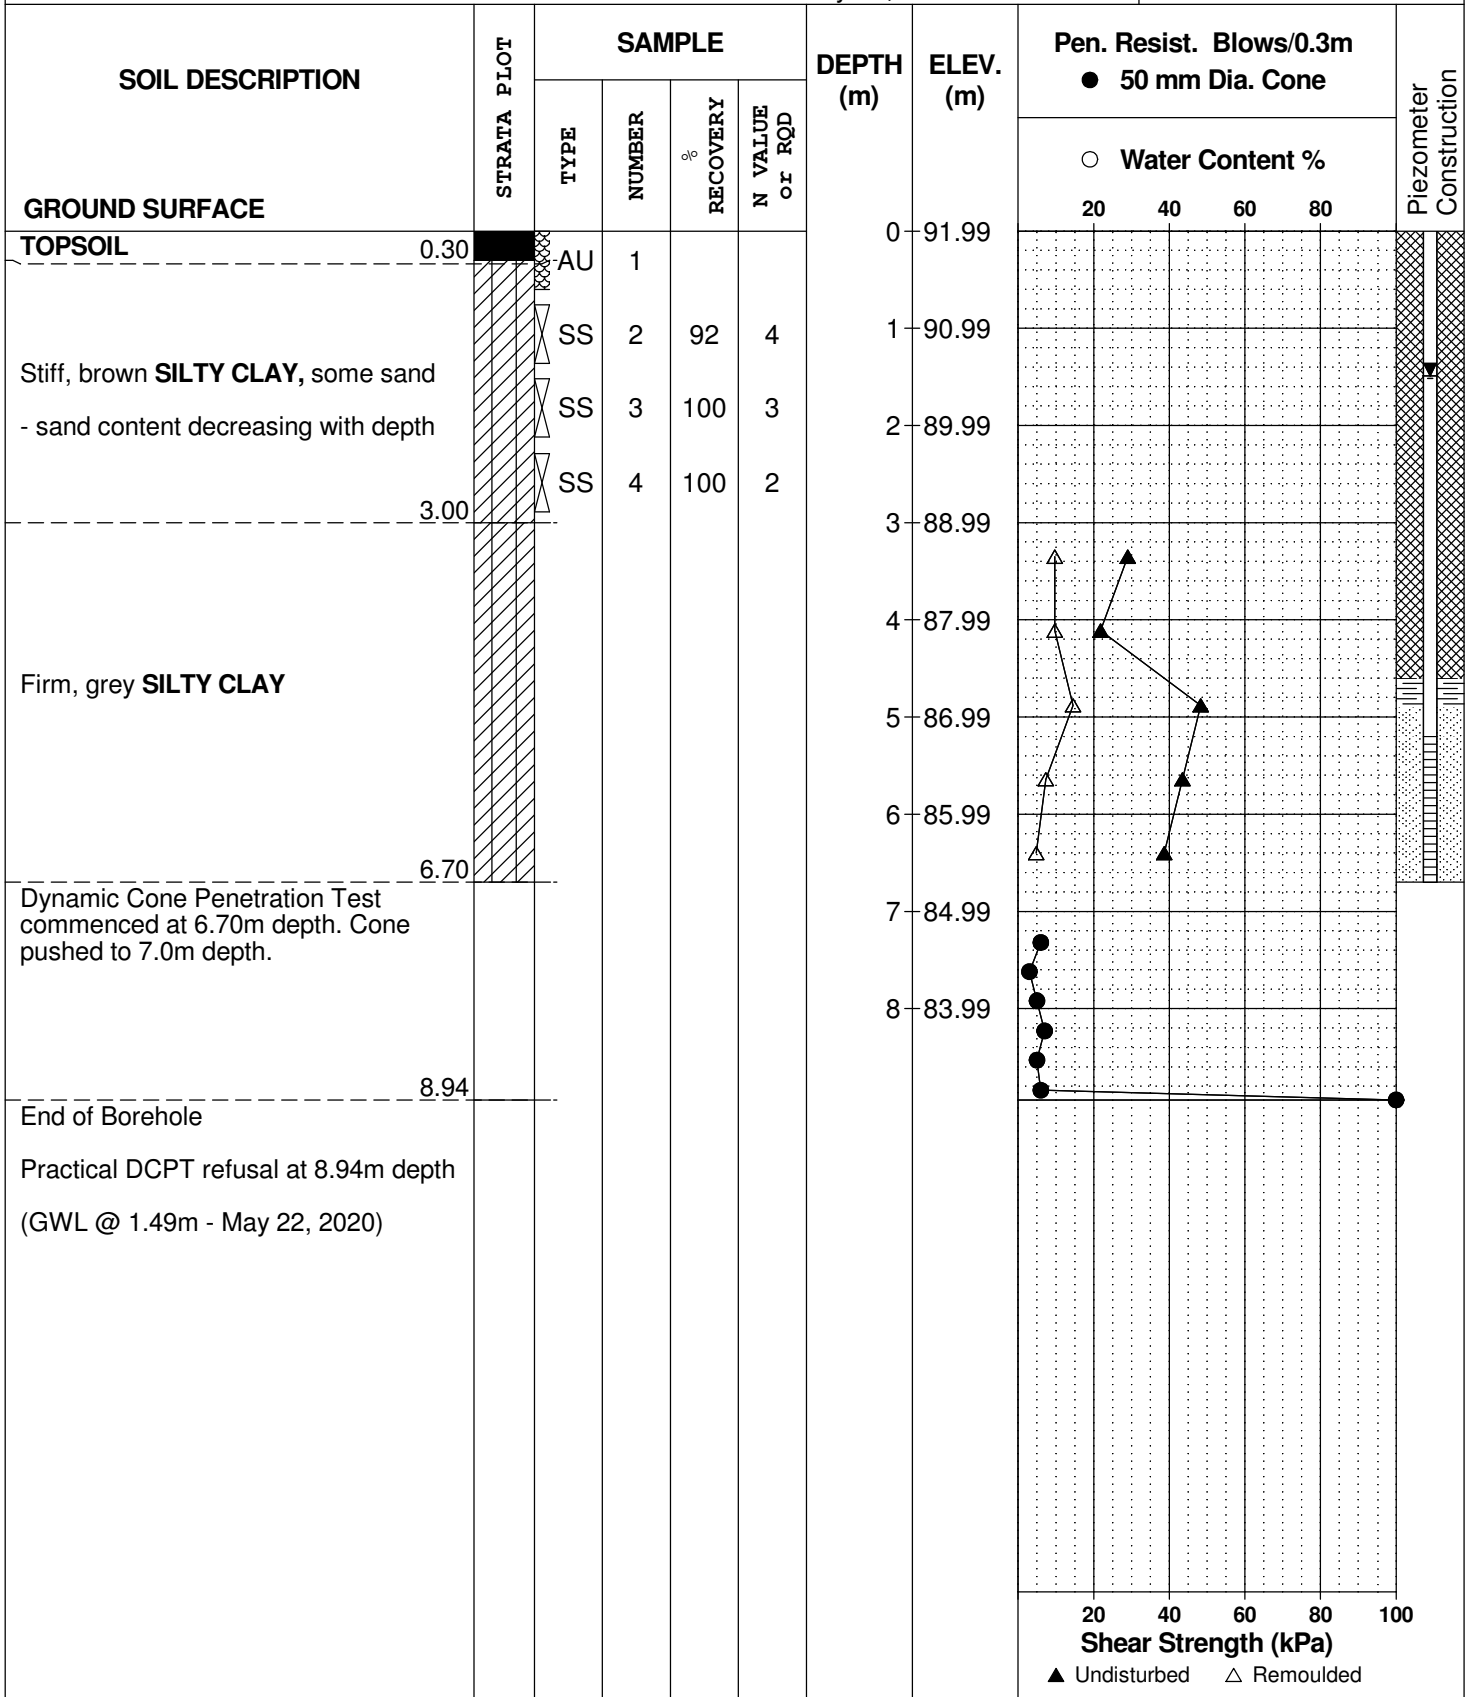 SOIL DESCRIPTION
GROUND SURFACE
STRATA PLOT
SAMPLE
TYPE
NUMBER
% RECOVERY
N VALUE or RQD
DEPTH (m)
ELEV. (m)
Pen. Resist. Blows/0.3m
● 50 mm Dia. Cone
○ Water Content %
20 40 60 80
Piezometer Construction
TOPSOIL 0.30
0 91.99
AU 1
SS 2 92 4
1 90.99
Stiff, brown SILTY CLAY, some sand
SS 3 100 3
- sand content decreasing with depth
2 89.99
SS 4 100 2
3.00
3 88.99
4 87.99
Firm, grey SILTY CLAY
5 86.99
6 85.99
6.70
Dynamic Cone Penetration Test
commenced at 6.70m depth. Cone
pushed to 7.0m depth.
7 84.99
8 83.99
8.94
End of Borehole
Practical DCPT refusal at 8.94m depth
(GWL @ 1.49m - May 22, 2020)
20 40 60 80 100
Shear Strength (kPa)
▲ Undisturbed △ Remoulded